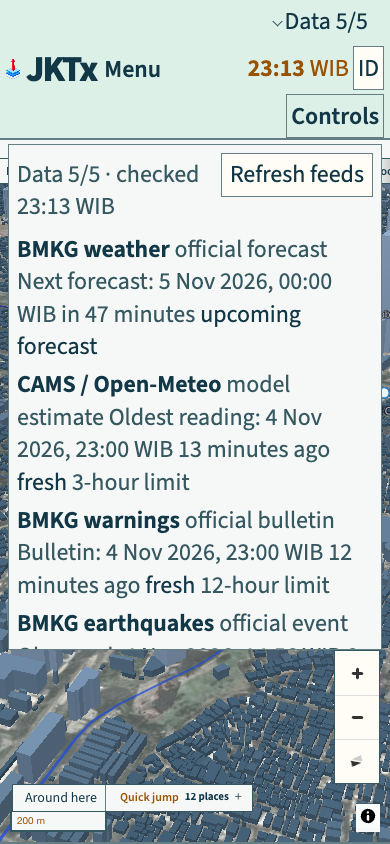 Data 5/5
JKTx Menu
23:13 WIB
ID
Controls
Data 5/5 · checked
23:13 WIB
Refresh feeds
BMKG weather official forecast
Next forecast: 5 Nov 2026, 00:00
WIB in 47 minutes upcoming
forecast
CAMS / Open-Meteo model
estimate Oldest reading: 4 Nov
2026, 23:00 WIB 13 minutes ago
fresh 3-hour limit
BMKG warnings official bulletin
Bulletin: 4 Nov 2026, 23:00 WIB 12
minutes ago fresh 12-hour limit
BMKG earthquakes official event
+
−
Around here
Quick jump 12 places +
200 m